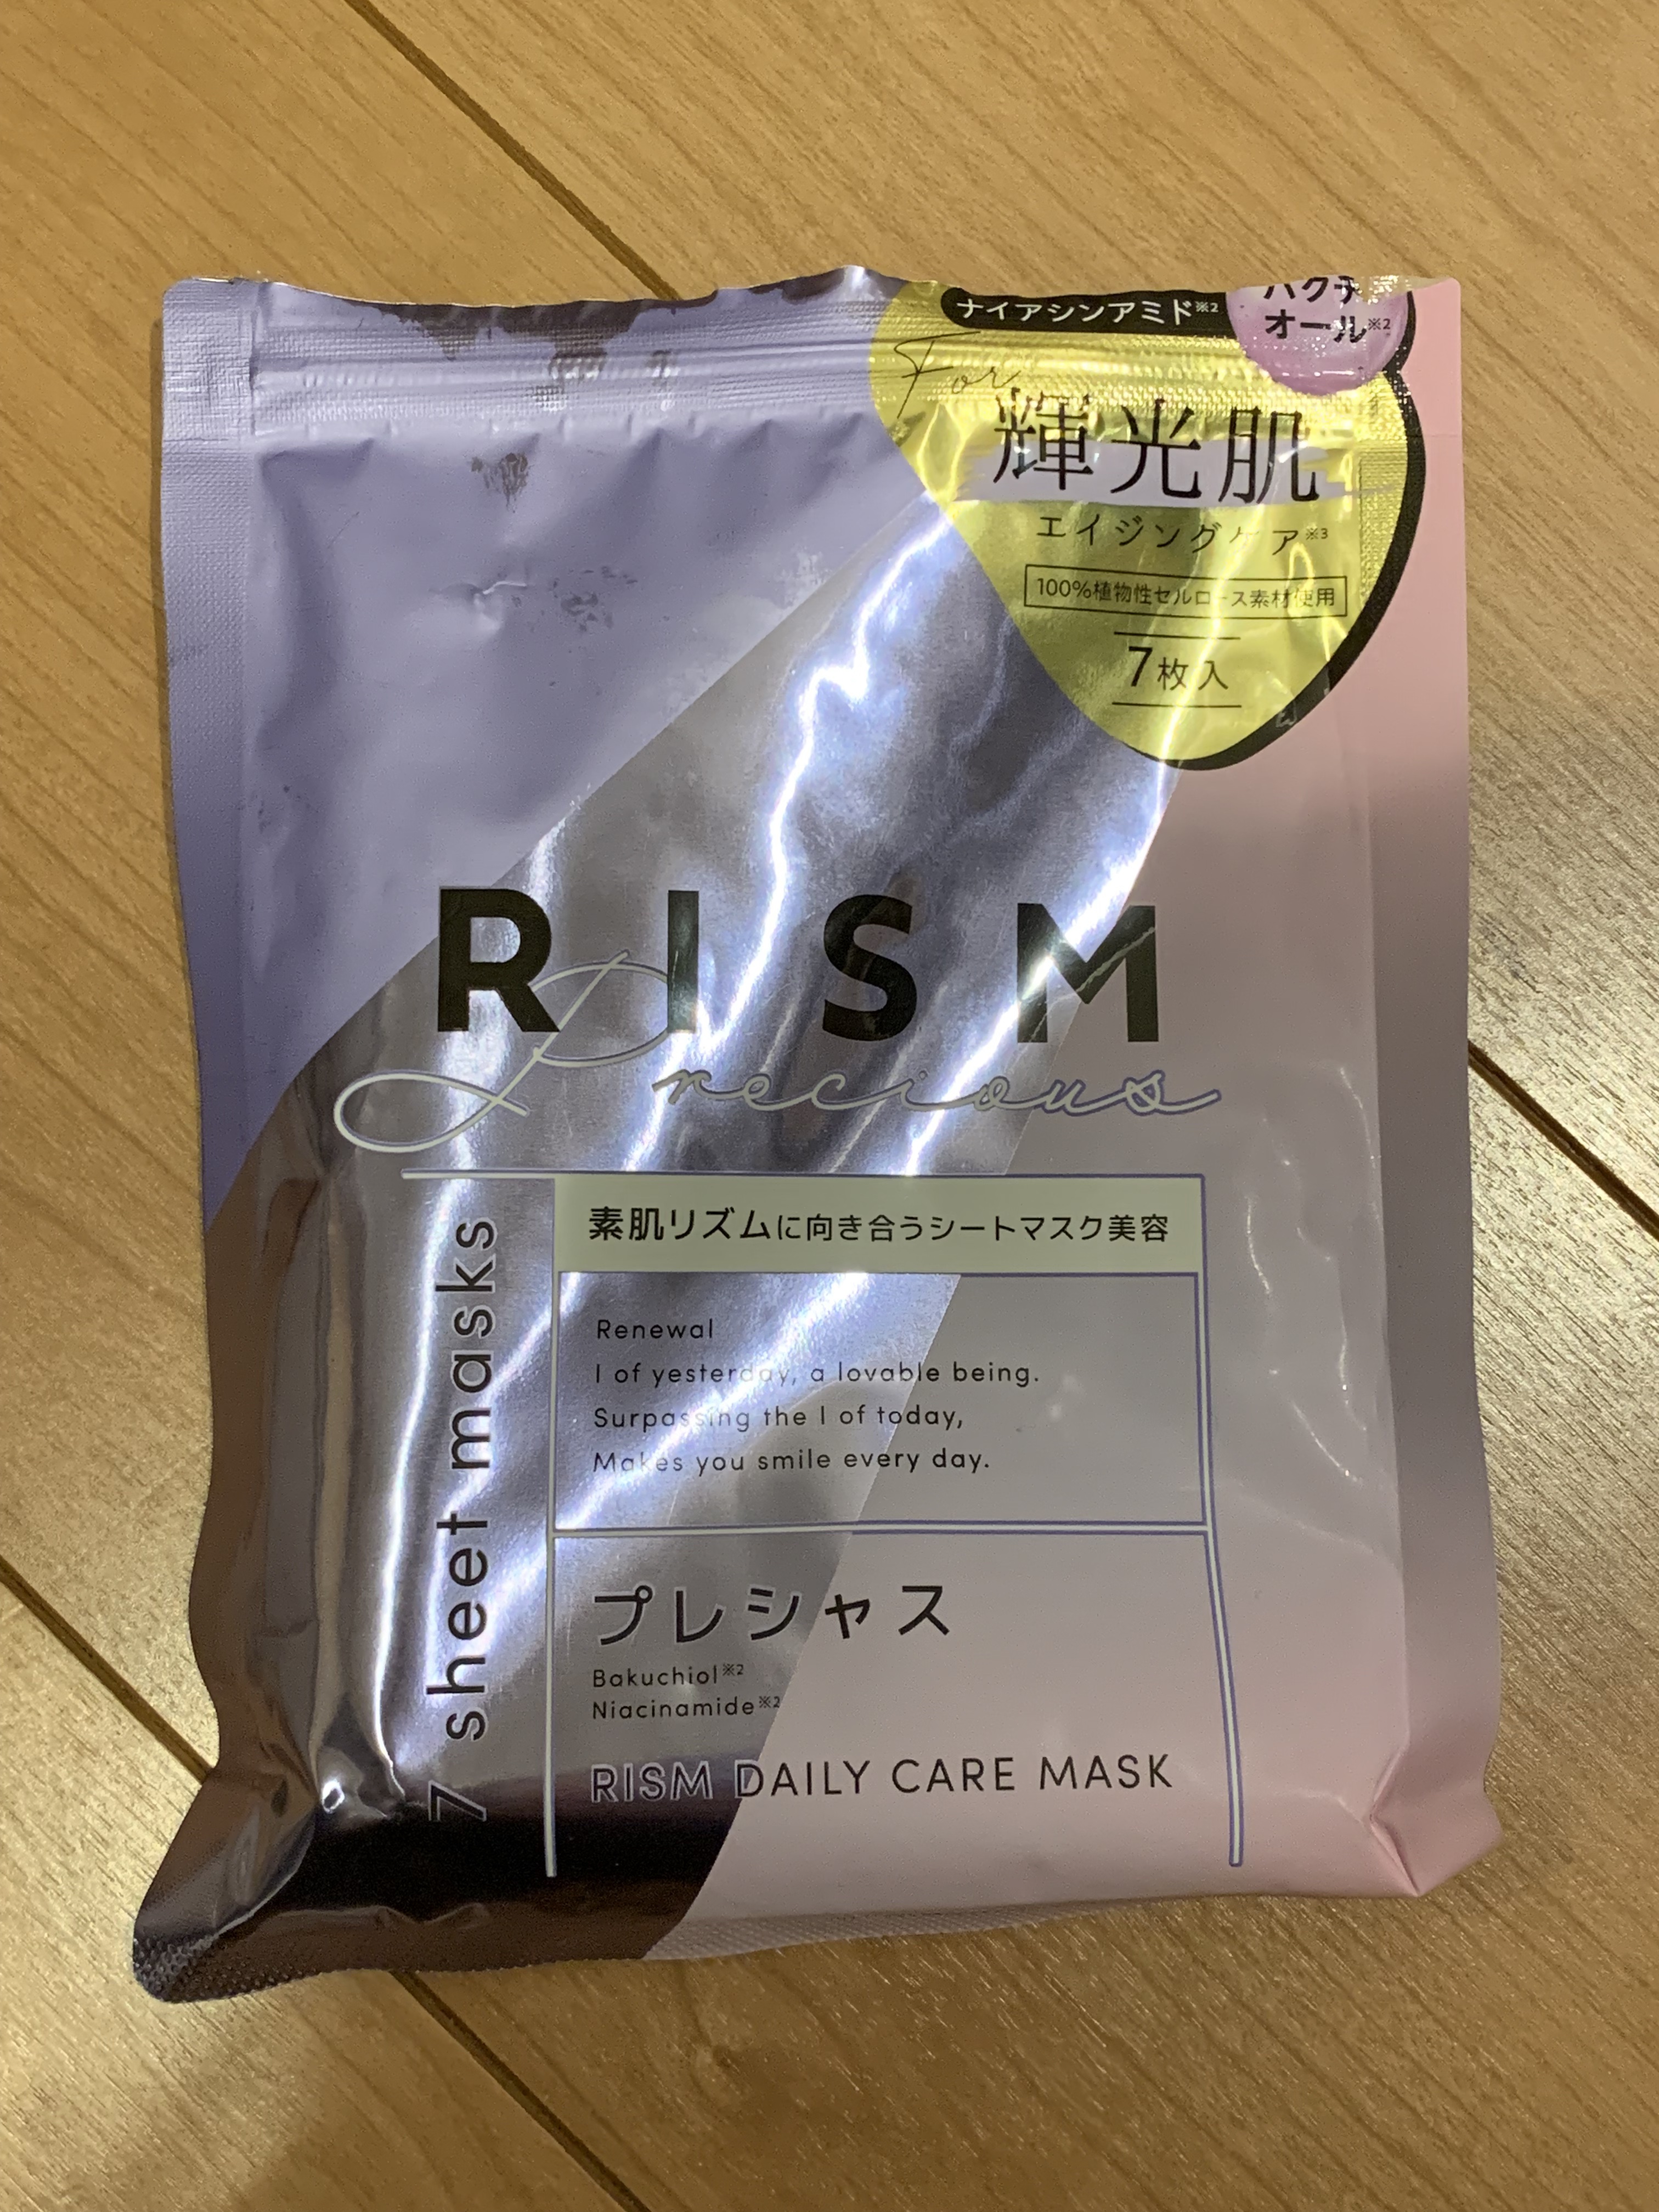 ナイアシンアミド※2
バクチ
オール※2
For
輝光肌
エイジングケア※3
100%植物性セルロース素材使用
7枚入
RISM
Precious
素肌リズムに向き合うシートマスク美容
7 sheet masks
Renewal
I of yesterday, a lovable being.
Surpassing the I of today,
Makes you smile every day.
プレシャス
Bakuchiol※2
Niacinamide※2
RISM DAILY CARE MASK